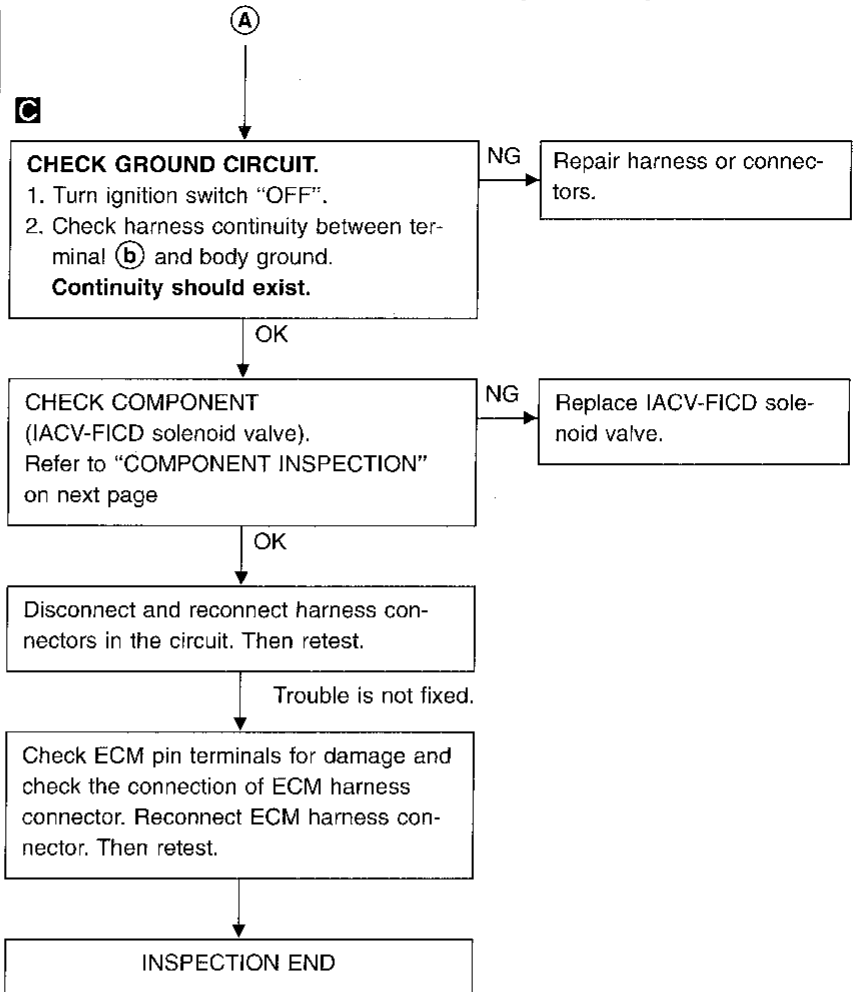 A
C
CHECK GROUND CIRCUIT.
1. Turn ignition switch “OFF”.
2. Check harness continuity between ter-
minal b and body ground.
Continuity should exist.
NG
Repair harness or connec-
tors.
OK
CHECK COMPONENT
(IACV-FICD solenoid valve).
Refer to “COMPONENT INSPECTION”
on next page
NG
Replace IACV-FICD sole-
noid valve.
OK
Disconnect and reconnect harness con-
nectors in the circuit. Then retest.
Trouble is not fixed.
Check ECM pin terminals for damage and
check the connection of ECM harness
connector. Reconnect ECM harness con-
nector. Then retest.
INSPECTION END